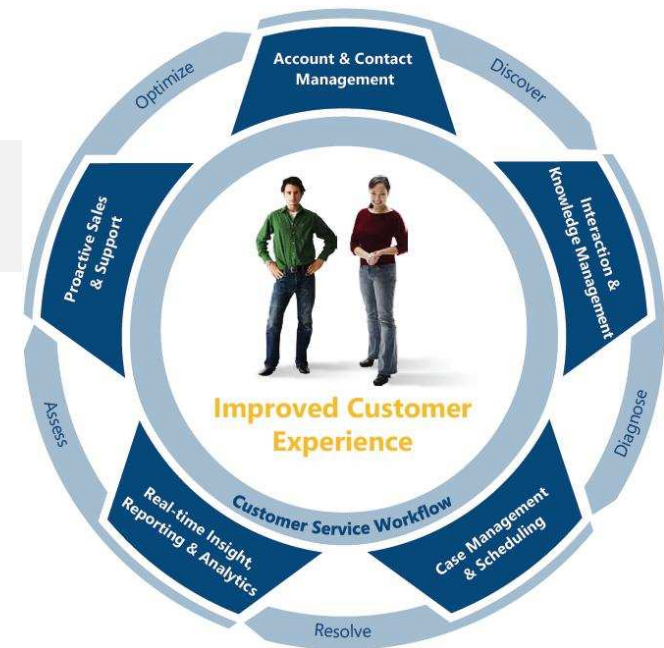 Account & Contact
Management
Discover
Interaction &
Knowledge Management
Diagnose
Case Management
& Scheduling
Resolve
Real-time Insight,
Reporting & Analytics
Assess
Proactive Sales
& Support
Optimize
Improved Customer
Experience
Customer Service Workflow